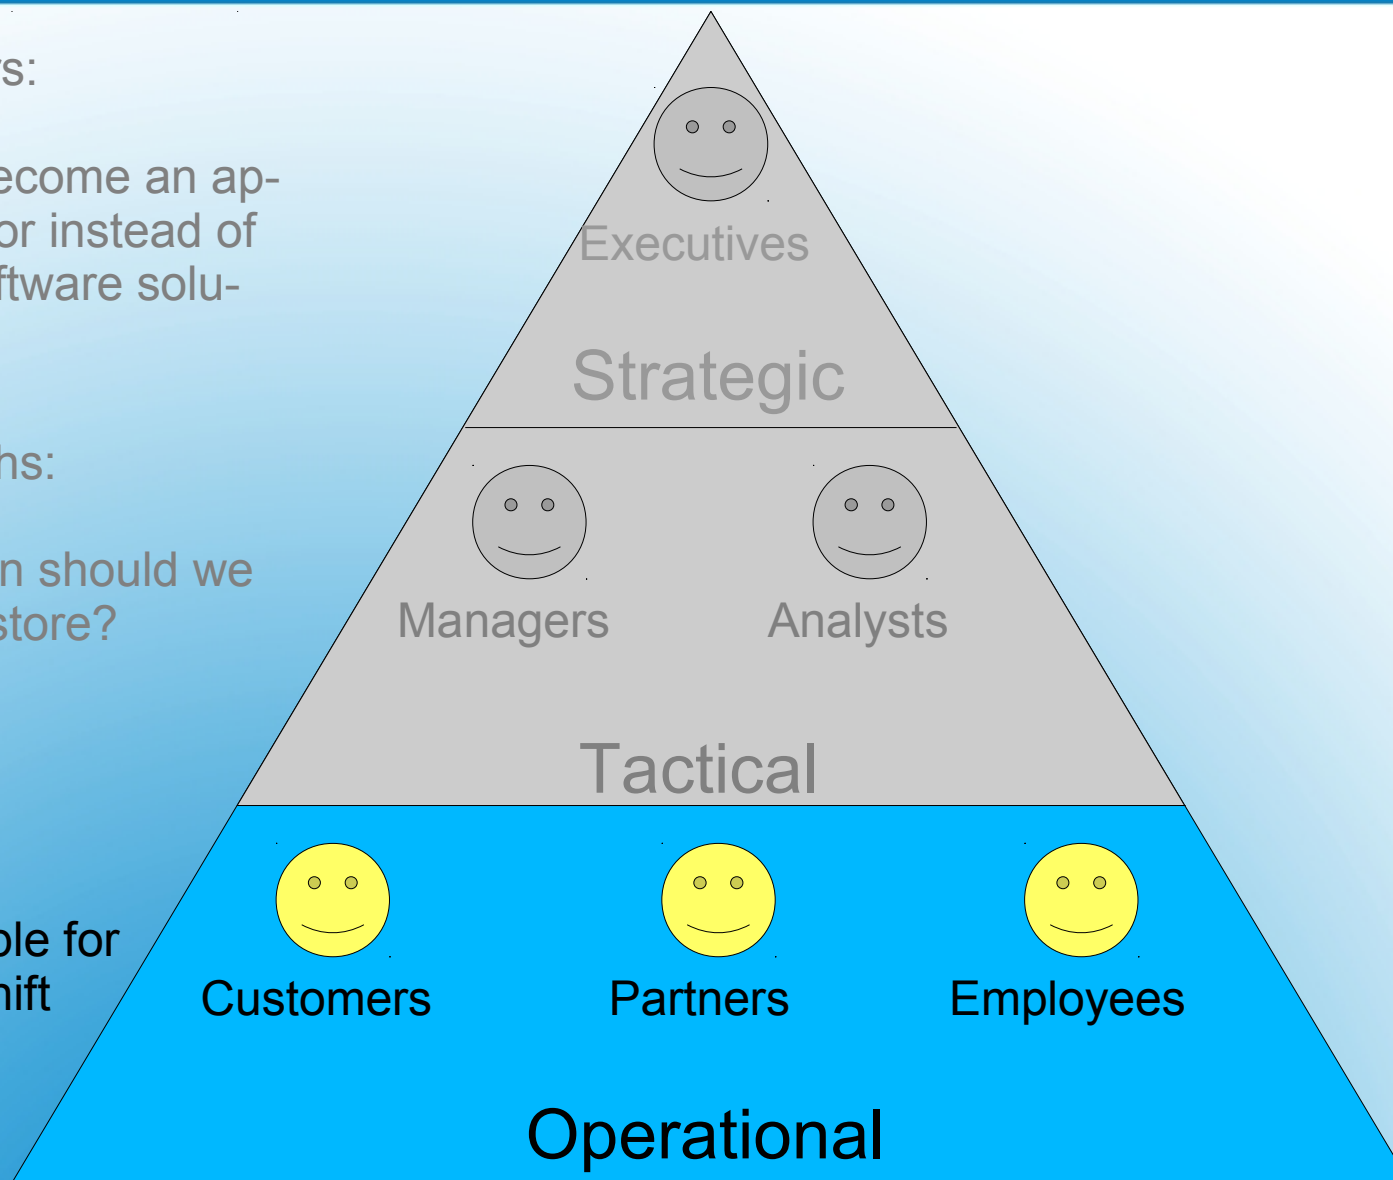 rs:
ecome an ap-
or instead of
ftware solu-
Executives
Strategic
hs:
n should we
store?
Managers Analysts
Tactical
ple for
hift
Customers Partners Employees
Operational